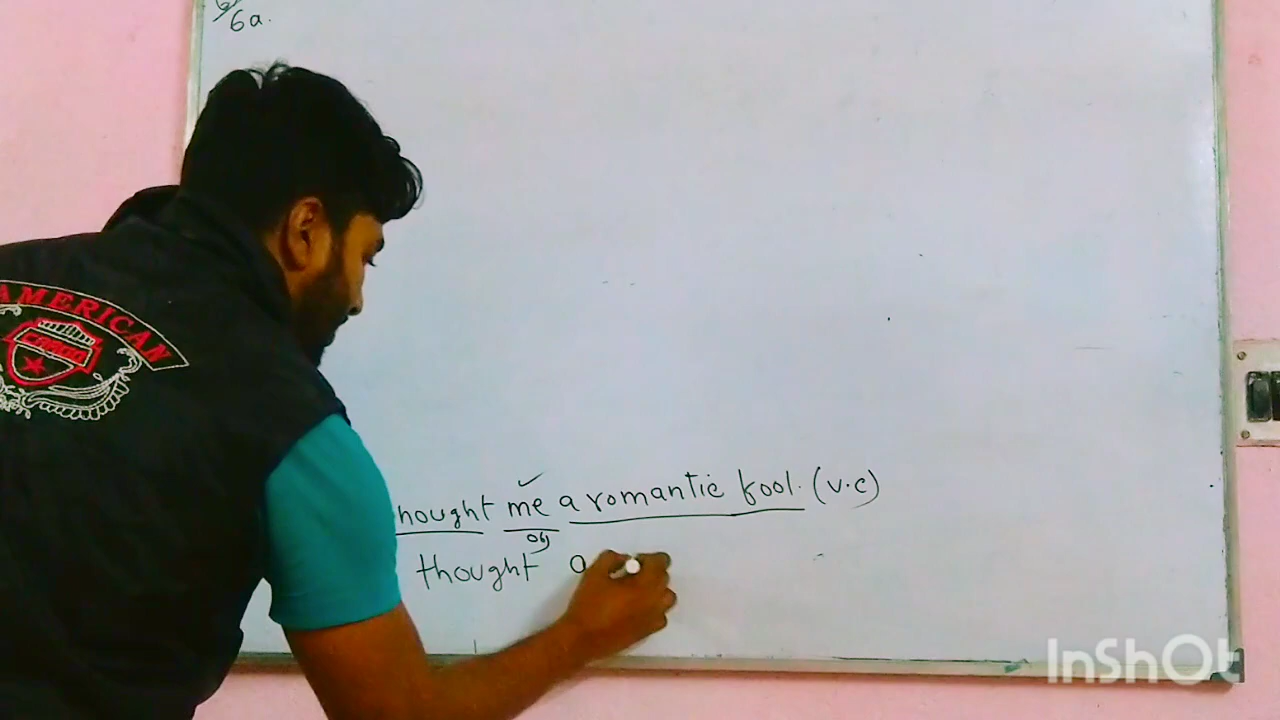 6a.
AMERICAN
hought me a romantic fool. (v.c)
obj
thought a
InShOt